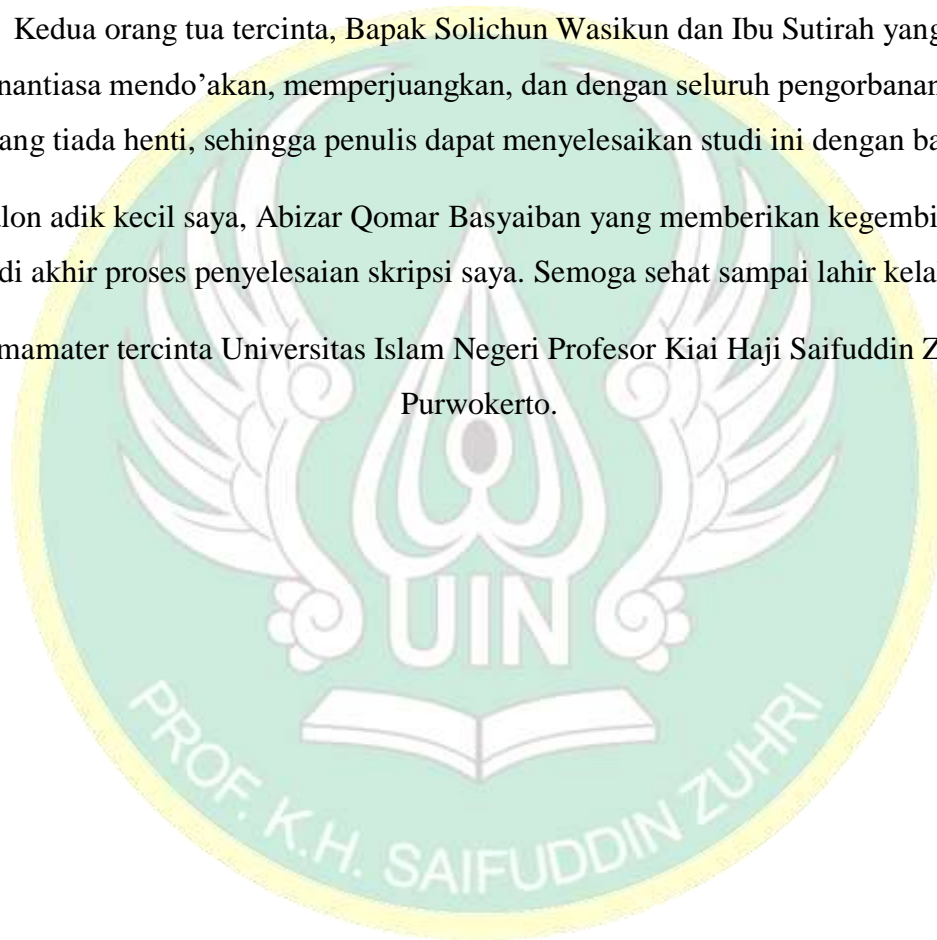 Kedua orang tua tercinta, Bapak Solichun Wasikun dan Ibu Sutirah yang
nantiasa mendo’akan, memperjuangkan, dan dengan seluruh pengorbanan
ang tiada henti, sehingga penulis dapat menyelesaikan studi ini dengan ba
lon adik kecil saya, Abizar Qomar Basyaiban yang memberikan kegembi
di akhir proses penyelesaian skripsi saya. Semoga sehat sampai lahir kela
mamater tercinta Universitas Islam Negeri Profesor Kiai Haji Saifuddin Z
Purwokerto.
UIN
PROF. K.H. SAIFUDDIN ZUHRI